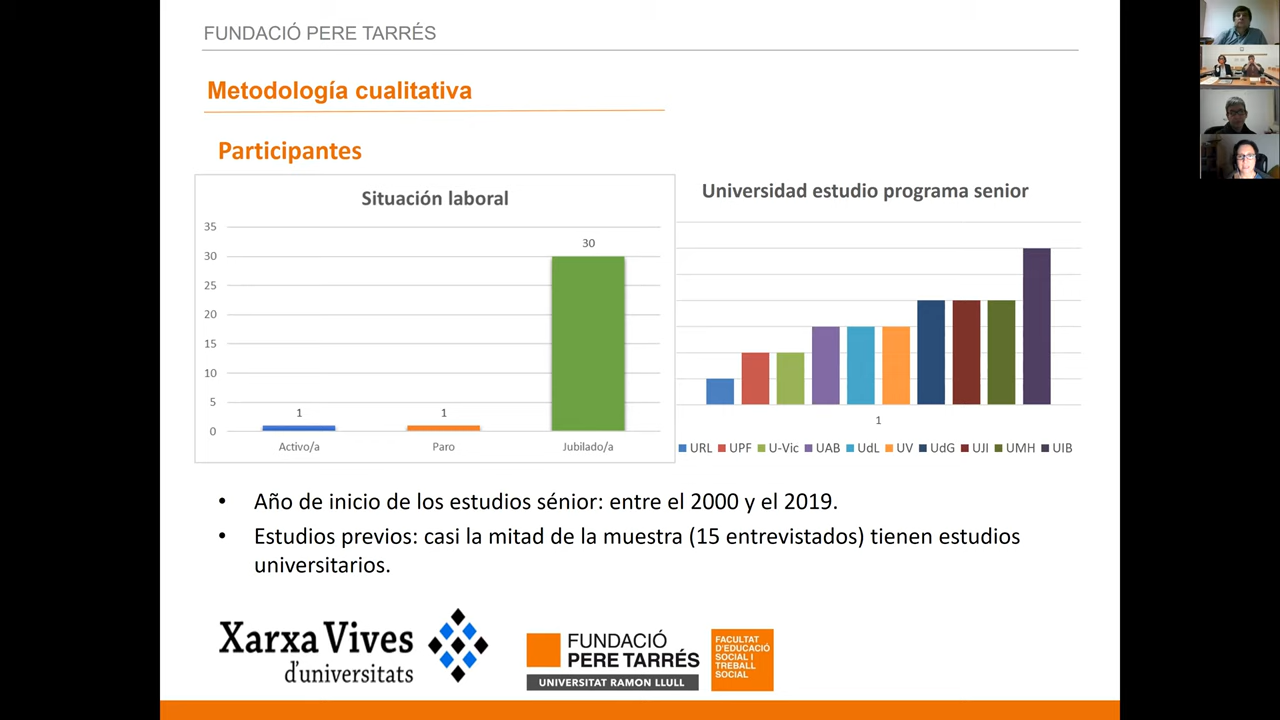 FUNDACIÓ PERE TARRÉS
Metodología cualitativa
Participantes
Situación laboral
35
30
25
20
15
10
5
0
1
1
30
Activo/a
Paro
Jubilado/a
Universidad estudio programa senior
1
URL UPF U-Vic UAB UdL UV UdG UJI UMH UIB
• Año de inicio de los estudios sénior: entre el 2000 y el 2019.
• Estudios previos: casi la mitad de la muestra (15 entrevistados) tienen estudios
universitarios.
Xarxa Vives
d'universitats
FUNDACIÓ
PERE TARRÉS
UNIVERSITAT RAMON LLULL
FACULTAT
D'EDUCACIÓ
SOCIAL I
TREBALL
SOCIAL